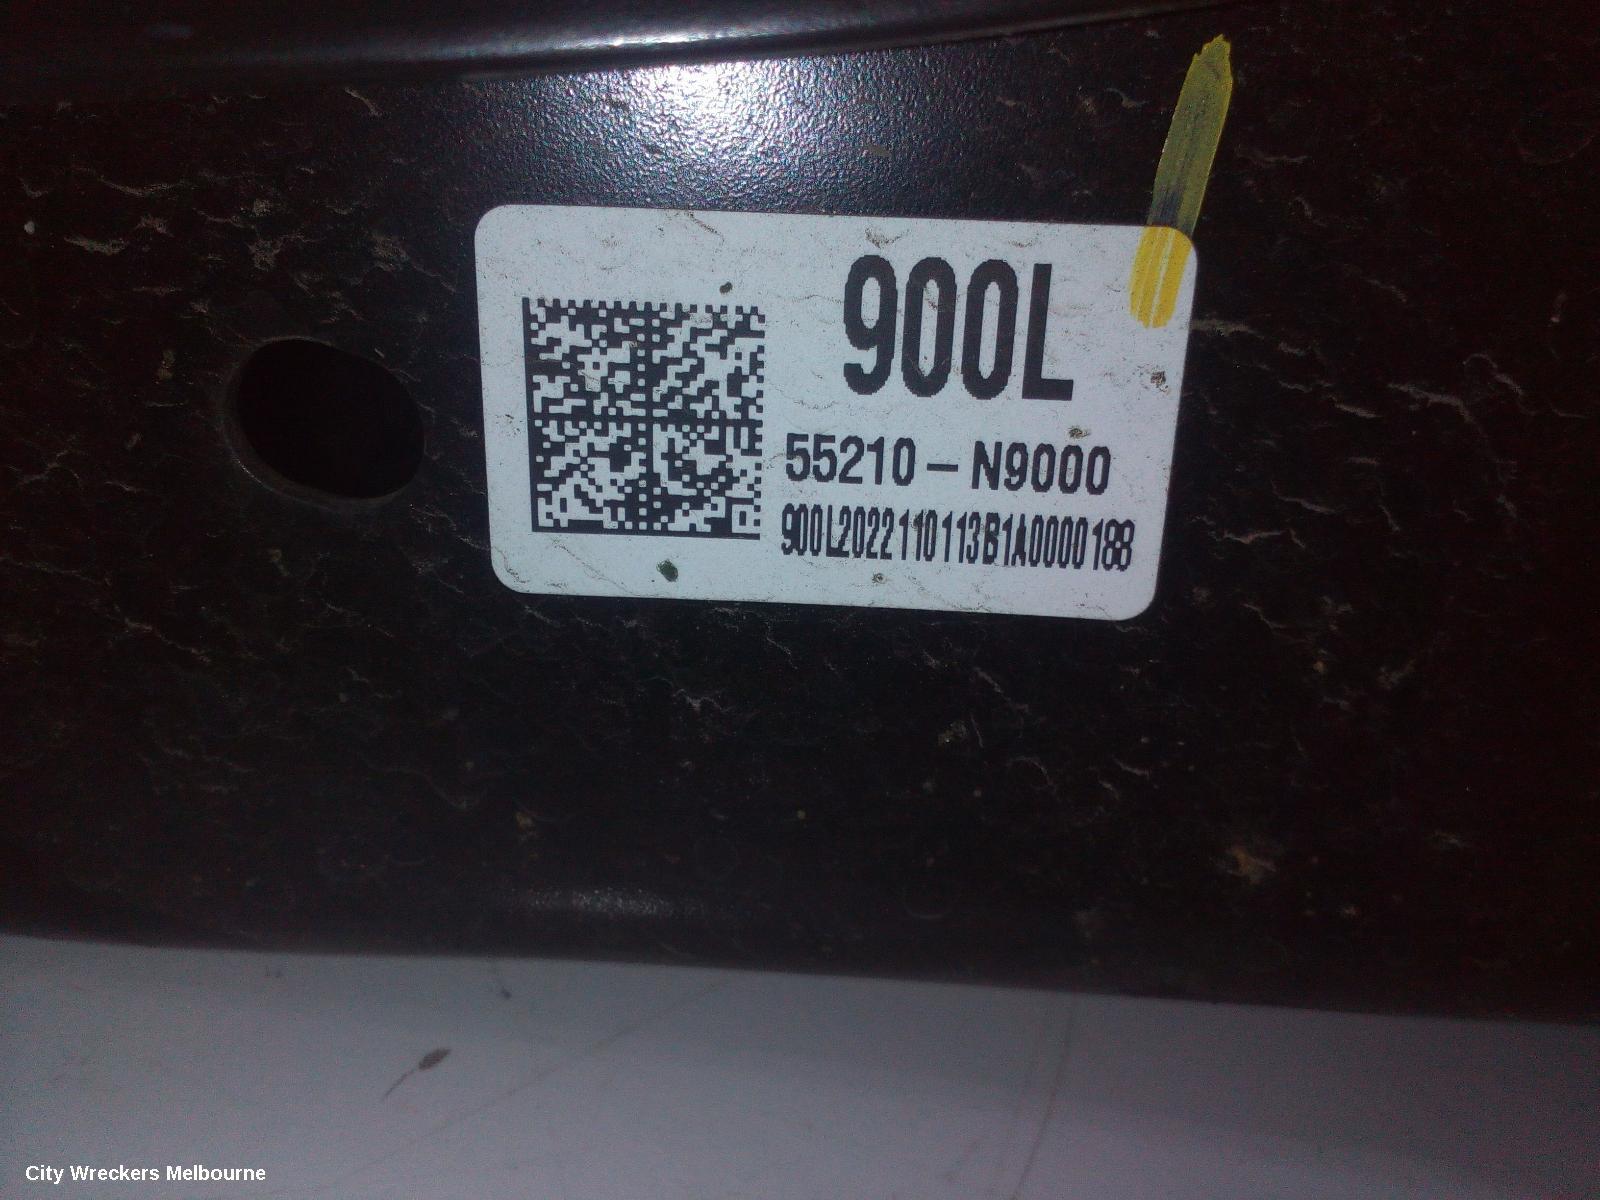 900L
55210-N9000
900L2022110113B1A0000188
City Wreckers Melbourne